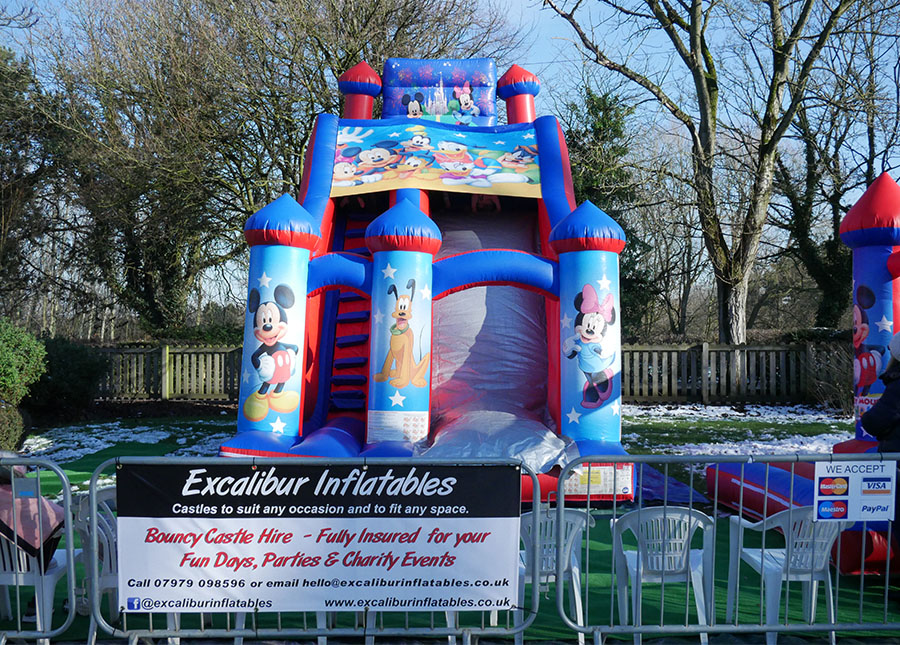 Excalibur Inflatables
Castles to suit any occasion and to fit any space.
Bouncy Castle Hire - Fully Insured for your
Fun Days, Parties & Charity Events
Call 07979 098596 or email hello@excaliburinflatables.co.uk
f @excaliburinflatables www.excaliburinflatables.co.uk
WE ACCEPT
MasterCard VISA
Maestro PayPal